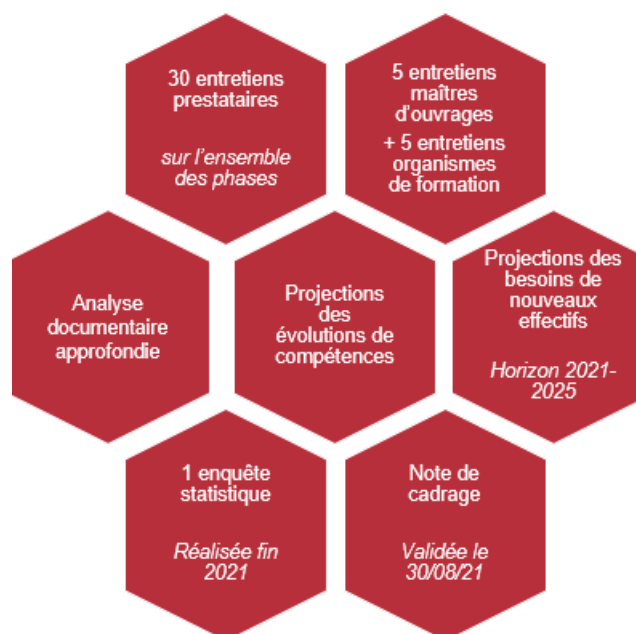 30 entretiens
prestataires
sur l'ensemble
des phases
5 entretiens
maîtres
d'ouvrages
+ 5 entretiens
organismes
de formation
Analyse
documentaire
approfondie
Projections
des
évolutions de
compétences
Projections des
besoins de
nouveaux
effectifs
Horizon 2021-
2025
1 enquête
statistique
Réalisée fin
2021
Note de
cadrage
Validée le
30/08/21